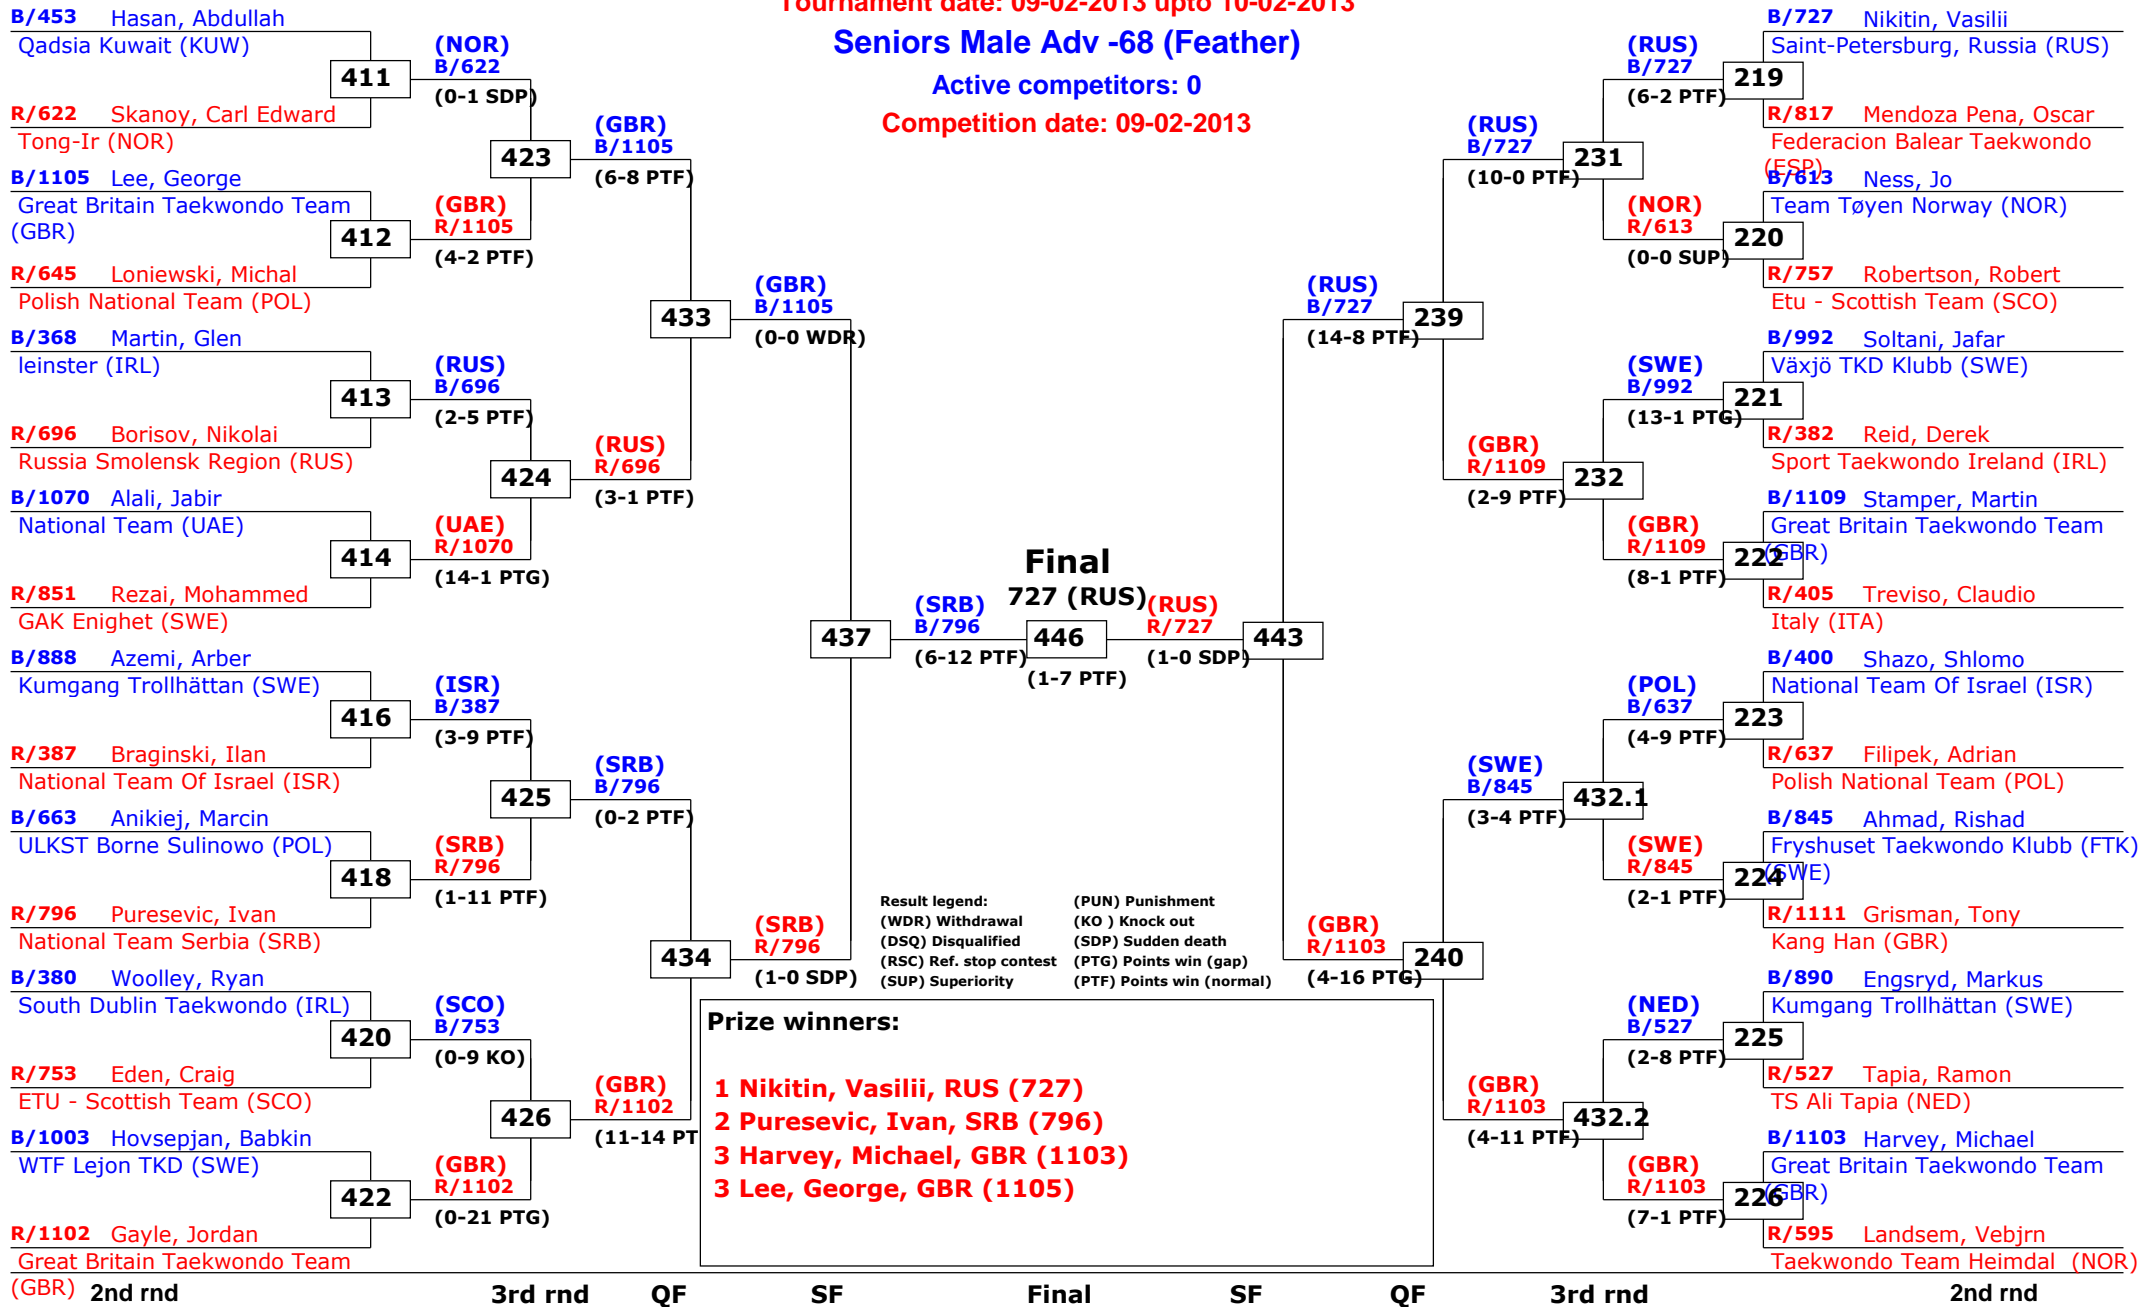 Tournament date: 09-02-2013 upto 10-02-2013
Seniors Male Adv -68 (Feather)
Active competitors: 0
Competition date: 09-02-2013
B/453 Hasan, Abdullah
Qadsia Kuwait (KUW)
411
R/622 Skanoy, Carl Edward
Tong-Ir (NOR)
B/1105 Lee, George
Great Britain Taekwondo Team
(GBR)
412
R/645 Loniewski, Michal
Polish National Team (POL)
B/368 Martin, Glen
leinster (IRL)
413
R/696 Borisov, Nikolai
Russia Smolensk Region (RUS)
B/1070 Alali, Jabir
National Team (UAE)
414
R/851 Rezai, Mohammed
GAK Enighet (SWE)
B/888 Azemi, Arber
Kumgang Trollhättan (SWE)
416
R/387 Braginski, Ilan
National Team Of Israel (ISR)
B/663 Anikiej, Marcin
ULKST Borne Sulinowo (POL)
418
R/796 Puresevic, Ivan
National Team Serbia (SRB)
B/380 Woolley, Ryan
South Dublin Taekwondo (IRL)
420
R/753 Eden, Craig
ETU - Scottish Team (SCO)
B/1003 Hovsepjan, Babkin
WTF Lejon TKD (SWE)
422
R/1102 Gayle, Jordan
Great Britain Taekwondo Team
(GBR)
(NOR)
B/622
(0-1 SDP)
423
(GBR)
R/1105
(4-2 PTF)
(RUS)
B/696
(2-5 PTF)
424
(UAE)
R/1070
(14-1 PTG)
(ISR)
B/387
(3-9 PTF)
425
(SRB)
R/796
(1-11 PTF)
(SCO)
B/753
(0-9 KO)
426
(GBR)
R/1102
(0-21 PTG)
(GBR)
B/1105
(6-8 PTF)
433
(RUS)
R/696
(3-1 PTF)
(SRB)
B/796
(0-2 PTF)
434
(GBR)
R/1102
(11-14 PT
(GBR)
B/1105
(0-0 WDR)
437
(SRB)
R/796
(1-0 SDP)
(SRB)
B/796
(6-12 PTF)
Final
727 (RUS)
446
(1-7 PTF)
(RUS)
R/727
(1-0 SDP)
443
(RUS)
B/727
(14-8 PTF)
239
(GBR)
R/1103
(4-16 PTG)
240
(RUS)
B/727
(10-0 PTF)
231
(GBR)
R/1109
(2-9 PTF)
232
(SWE)
B/845
(3-4 PTF)
432.1
(GBR)
R/1103
(4-11 PTF)
432.2
(RUS)
B/727
(6-2 PTF)
219
(NOR)
R/613
(0-0 SUP)
220
(SWE)
B/992
(13-1 PTG)
221
(GBR)
R/1109
(8-1 PTF)
222
(POL)
B/637
(4-9 PTF)
223
(SWE)
R/845
(2-1 PTF)
224
(NED)
B/527
(2-8 PTF)
225
(GBR)
R/1103
(7-1 PTF)
226
B/727 Nikitin, Vasilii
Saint-Petersburg, Russia (RUS)
R/817 Mendoza Pena, Oscar
Federacion Balear Taekwondo
(ESP)
B/613 Ness, Jo
Team Tøyen Norway (NOR)
R/757 Robertson, Robert
Etu - Scottish Team (SCO)
B/992 Soltani, Jafar
Växjö TKD Klubb (SWE)
R/382 Reid, Derek
Sport Taekwondo Ireland (IRL)
B/1109 Stamper, Martin
Great Britain Taekwondo Team
(GBR)
R/405 Treviso, Claudio
Italy (ITA)
B/400 Shazo, Shlomo
National Team Of Israel (ISR)
R/637 Filipek, Adrian
Polish National Team (POL)
B/845 Ahmad, Rishad
Fryshuset Taekwondo Klubb (FTK)
(SWE)
R/1111 Grisman, Tony
Kang Han (GBR)
B/890 Engsryd, Markus
Kumgang Trollhättan (SWE)
R/527 Tapia, Ramon
TS Ali Tapia (NED)
B/1103 Harvey, Michael
Great Britain Taekwondo Team
(GBR)
R/595 Landsem, Vebjrn
Taekwondo Team Heimdal (NOR)
Result legend: (PUN) Punishment
(WDR) Withdrawal (KO ) Knock out
(DSQ) Disqualified (SDP) Sudden death
(RSC) Ref. stop contest (PTG) Points win (gap)
(SUP) Superiority (PTF) Points win (normal)
Prize winners:
1 Nikitin, Vasilii, RUS (727)
2 Puresevic, Ivan, SRB (796)
3 Harvey, Michael, GBR (1103)
3 Lee, George, GBR (1105)
2nd rnd 3rd rnd QF SF Final SF QF 3rd rnd 2nd rnd